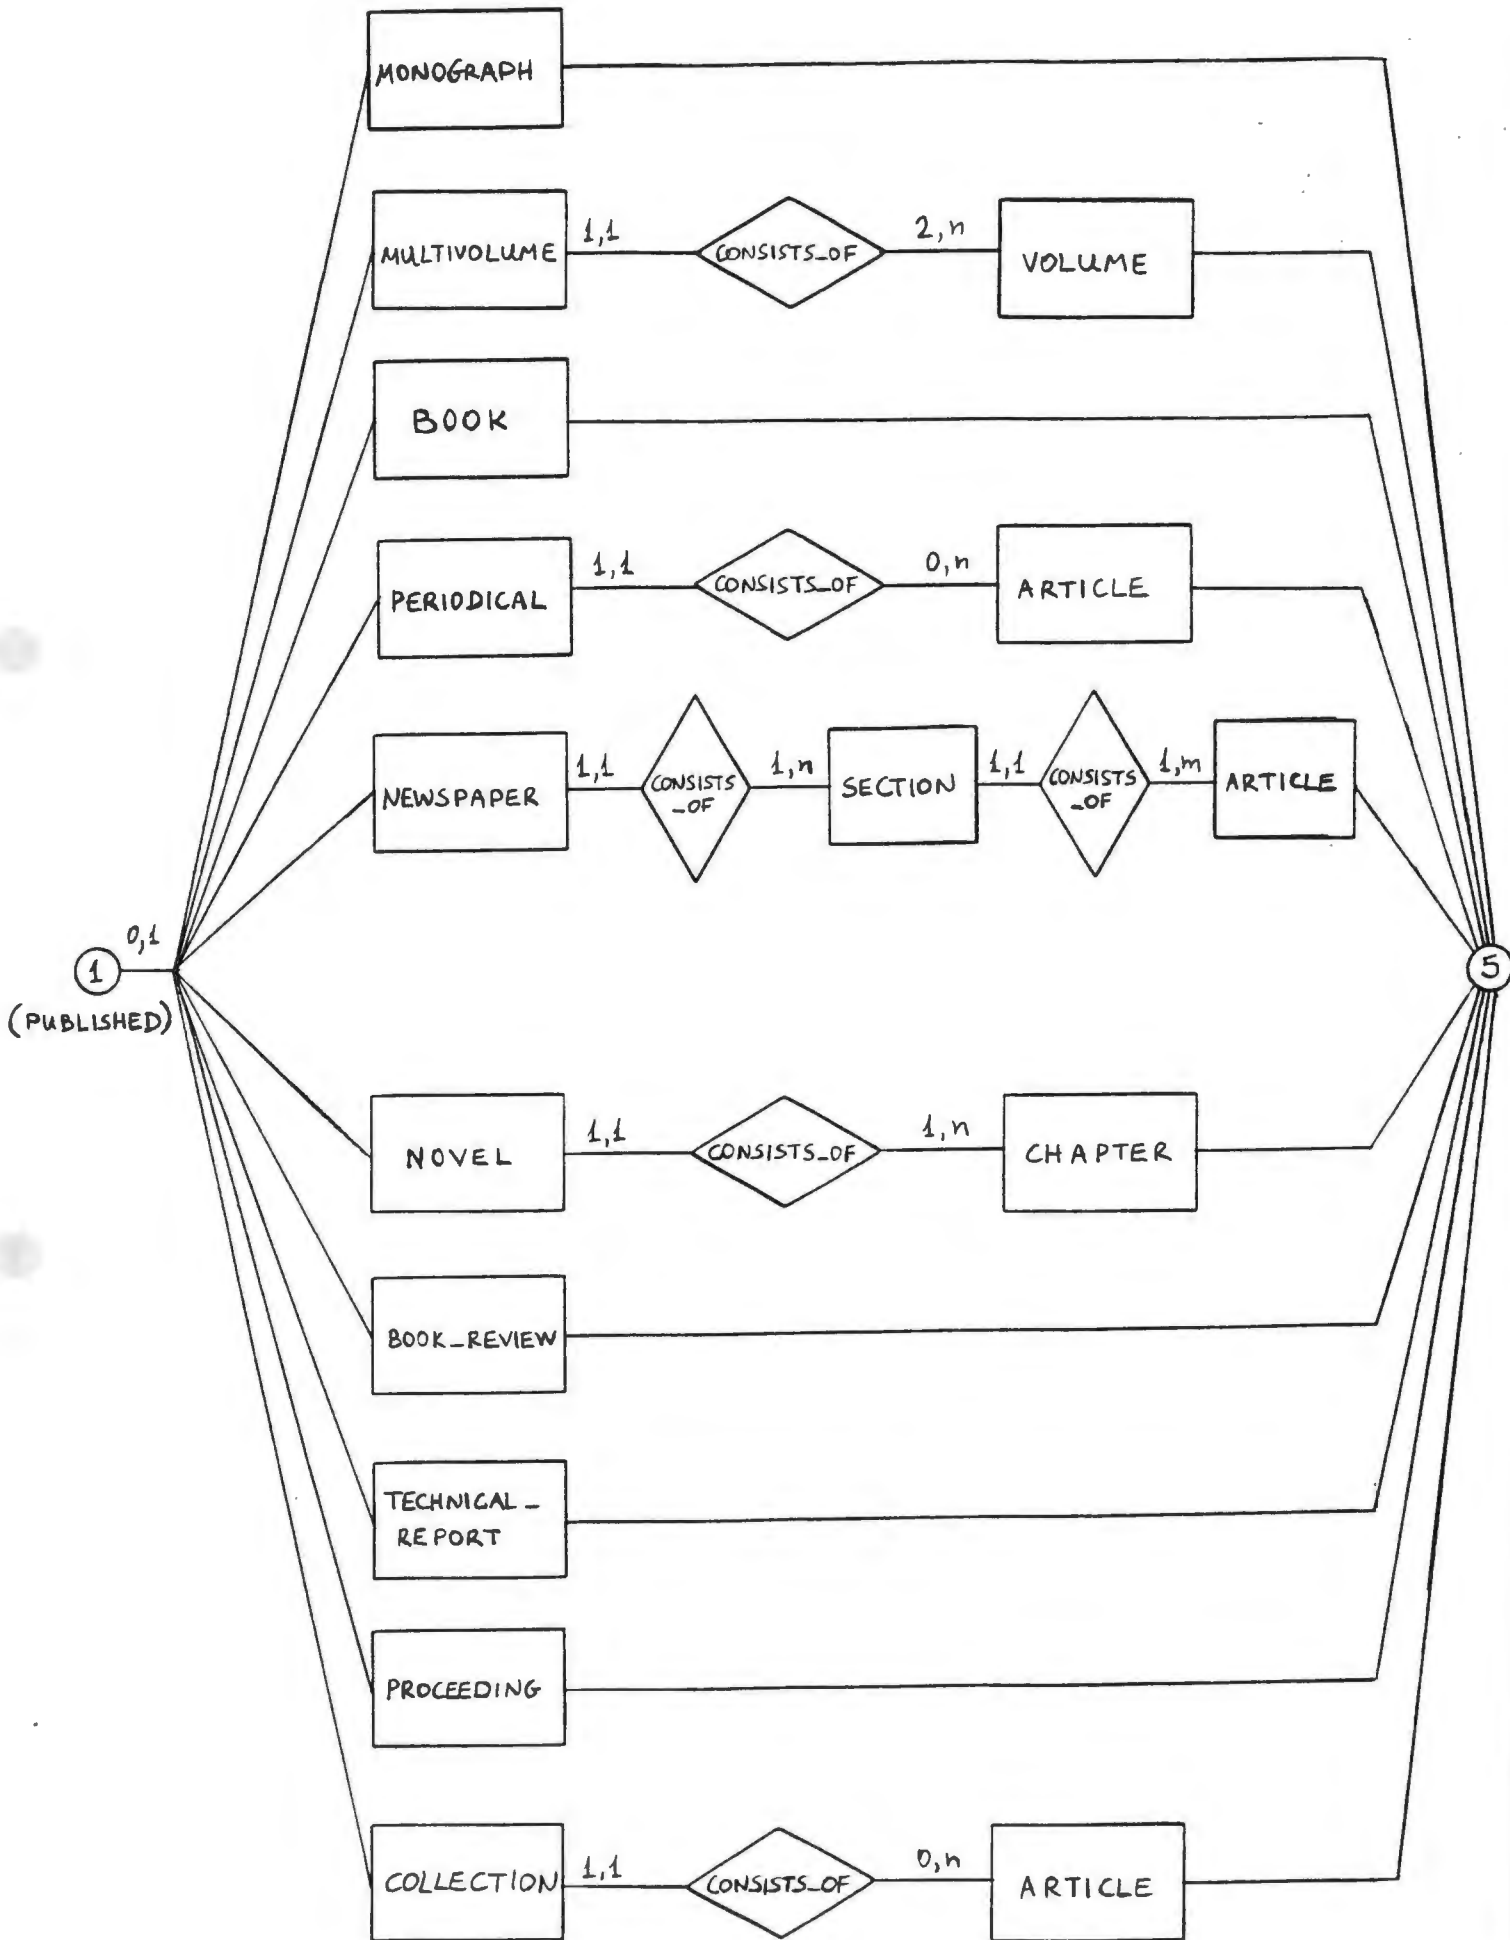 MONOGRAPH
MULTIVOLUME 1,1 CONSISTS_OF 2,n VOLUME
BOOK
PERIODICAL 1,1 CONSISTS_OF 0,n ARTICLE
NEWSPAPER 1,1 CONSISTS
_OF 1,n SECTION 1,1 CONSISTS
_OF 1,m ARTICLE
0,1
1
(PUBLISHED)
5
NOVEL 1,1 CONSISTS_OF 1,n CHAPTER
BOOK_REVIEW
TECHNICAL_
REPORT
PROCEEDING
COLLECTION 1,1 CONSISTS_OF 0,n ARTICLE